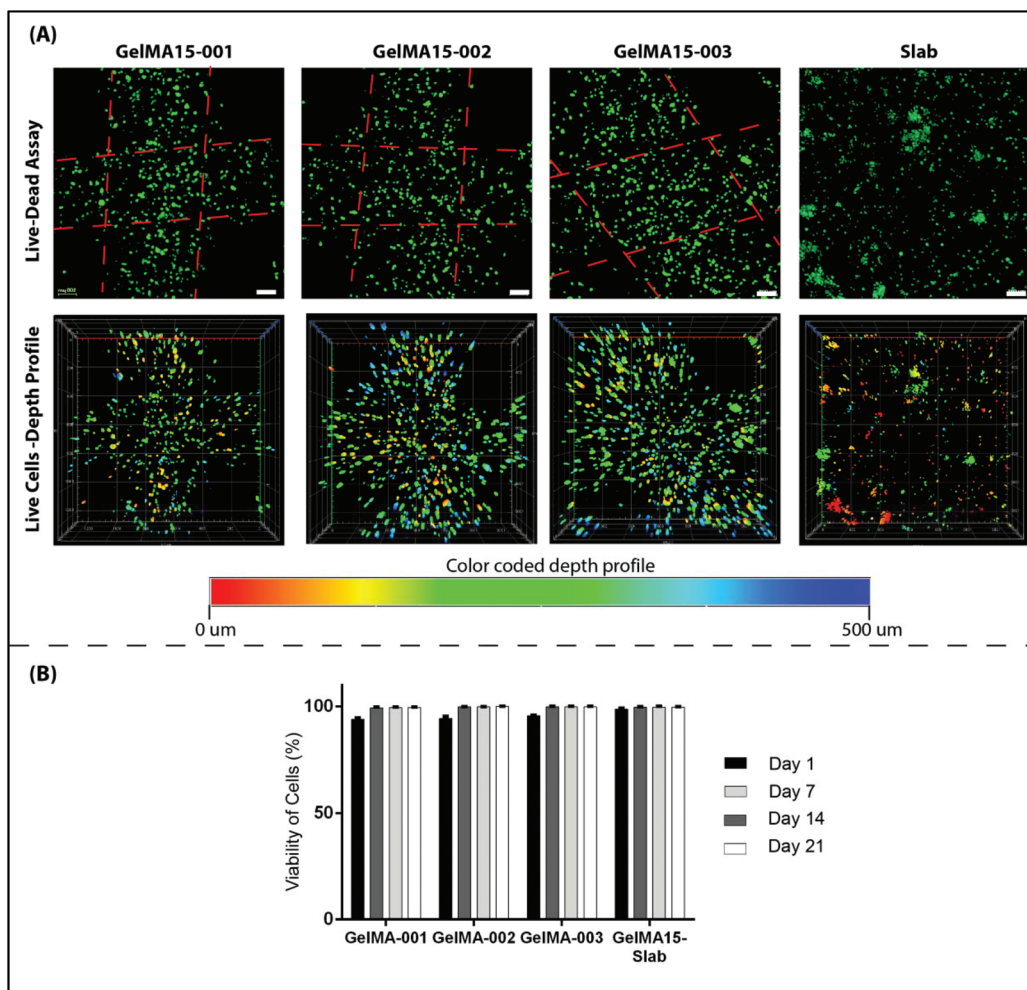 (A)
GelMA15-001
GelMA15-002
GelMA15-003
Slab
Live-Dead Assay
Live Cells -Depth Profile
Color coded depth profile
0 um
500 um
(B)
Viability of Cells (%)
100
50
0
GelMA-001
GelMA-002
GelMA-003
GelMA15-
Slab
Day 1
Day 7
Day 14
Day 21